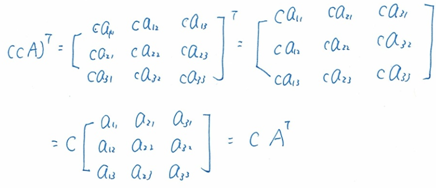 (cA)ᵀ = [ ca₁₁ ca₁₂ ca₁₃ ]ᵀ = [ ca₁₁ ca₂₁ ca₃₁ ]
[ ca₂₁ ca₂₂ ca₂₃ ] [ ca₁₂ ca₂₂ ca₃₂ ]
[ ca₃₁ ca₃₂ ca₃₃ ] [ ca₁₃ ca₂₃ ca₃₃ ]
= C [ a₁₁ a₂₁ a₃₁ ] = C Aᵀ
[ a₁₂ a₂₂ a₃₂ ]
[ a₁₃ a₂₃ a₃₃ ]